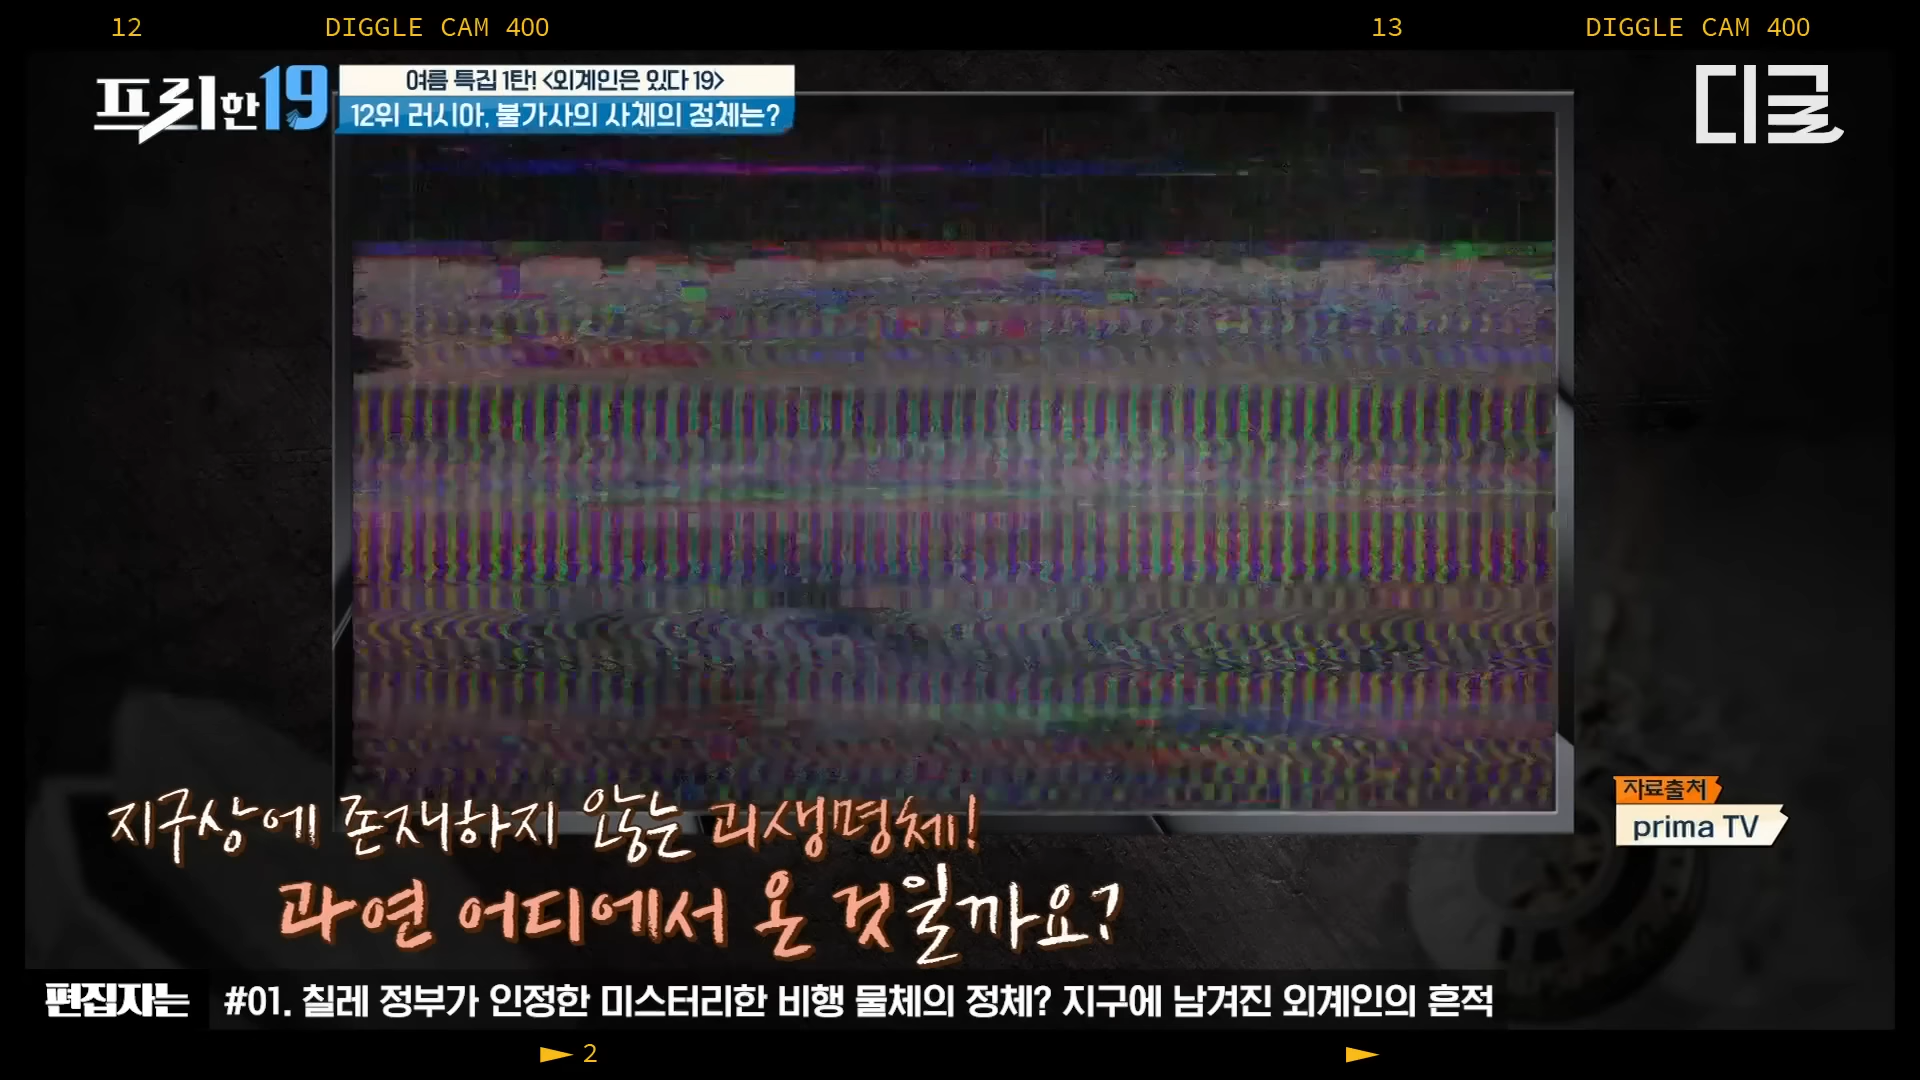 12 DIGGLE CAM 400 13 DIGGLE CAM 400
프리한19
여름 특집 1탄! <외계인은 있다 19>
12위 러시아, 불가사의 사체의 정체는?
디글
지구상에 존재하지 않는 괴생명체!
과연 어디에서 온 것일까요?
자료출처
prima TV
편집자는
#01. 칠레 정부가 인정한 미스터리한 비행 물체의 정체? 지구에 남겨진 외계인의 흔적
2